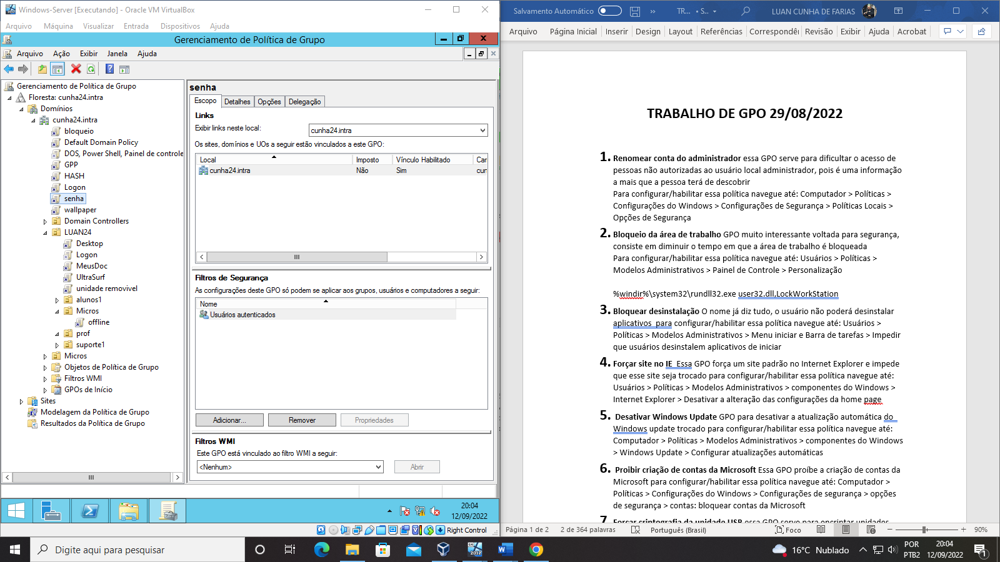 Windows-Server [Executando] - Oracle VM VirtualBox
Arquivo Máquina Visualizar Entrada Dispositivos Ajuda
Gerenciamento de Política de Grupo
Arquivo Ação Exibir Janela Ajuda
Gerenciamento de Política de Grupo
Floresta: cunha24.intra
Domínios
cunha24.intra
bloqueio
Default Domain Policy
DOS, Power Shell, Painel de controle
GPP
HASH
Logon
senha
wallpaper
Domain Controllers
LUAN24
Desktop
Logon
MeusDoc
UltraSurf
unidade removivel
alunos1
Micros
offline
prof
suporte1
Micros
Objetos de Política de Grupo
Filtros WMI
GPOs de Início
Sites
Modelagem da Política de Grupo
Resultados da Política de Grupo
senha
Escopo Detalhes Opções Delegação
Links
Exibir links neste local: cunha24.intra
Os sites, domínios e UOs a seguir estão vinculados a este GPO:
Local Imposto Vínculo Habilitado Car
cunha24.intra Não Sim cun
Filtros de Segurança
As configurações deste GPO só podem se aplicar aos grupos, usuários e computadores a seguir:
Nome
Usuários autenticados
Adicionar... Remover Propriedades
Filtros WMI
Este GPO está vinculado ao filtro WMI a seguir:
<Nenhum> Abrir
20:04
12/09/2022
Right Control
Salvamento Automático TR... • S... LUAN CUNHA DE FARIAS
Arquivo Página Inicial Inserir Design Layout Referências Correspondên Revisão Exibir Ajuda Acrobat
TRABALHO DE GPO 29/08/2022
1. Renomear conta do administrador essa GPO serve para dificultar o acesso de
pessoas não autorizadas ao usuário local administrador, pois é uma informação
a mais que a pessoa terá de descobrir
Para configurar/habilitar essa política navegue até: Computador > Políticas >
Configurações do Windows > Configurações de Segurança > Políticas Locais >
Opções de Segurança
2. Bloqueio da área de trabalho GPO muito interessante voltada para segurança,
consiste em diminuir o tempo em que a área de trabalho é bloqueada
Para configurar/habilitar essa política navegue até: Usuários > Políticas >
Modelos Administrativos > Painel de Controle > Personalização
%windir%\system32\rundll32.exe user32.dll,LockWorkStation
3. Bloquear desinstalação O nome já diz tudo, o usuário não poderá desinstalar
aplicativos para configurar/habilitar essa política navegue até: Usuários >
Políticas > Modelos Administrativos > Menu iniciar e Barra de tarefas > Impedir
que usuários desinstalem aplicativos de iniciar
4. Forçar site no IE Essa GPO força um site padrão no Internet Explorer e impede
que esse site seja trocado para configurar/habilitar essa política navegue até:
Usuários > Políticas > Modelos Administrativos > componentes do Windows >
Internet Explorer > Desativar a alteração das configurações da home page
5. Desativar Windows Update GPO para desativar a atualização automática do
Windows update trocado para configurar/habilitar essa política navegue até:
Computador > Políticas > Modelos Administrativos > componentes do Windows
> Windows Update > Configurar atualizações automáticas
6. Proibir criação de contas da Microsoft Essa GPO proíbe a criação de contas da
Microsoft para configurar/habilitar essa política navegue até: Computador >
Políticas > Configurações do Windows > Configurações de segurança > opções
de segurança > contas: bloquear contas da Microsoft
7. Forçar criptografia da unidade USB essa GPO serve para encriptar unidades
Página 1 de 2 2 de 364 palavras Português (Brasil) Foco 90%
Digite aqui para pesquisar
16°C Nublado
POR
PTB2
20:04
12/09/2022
1